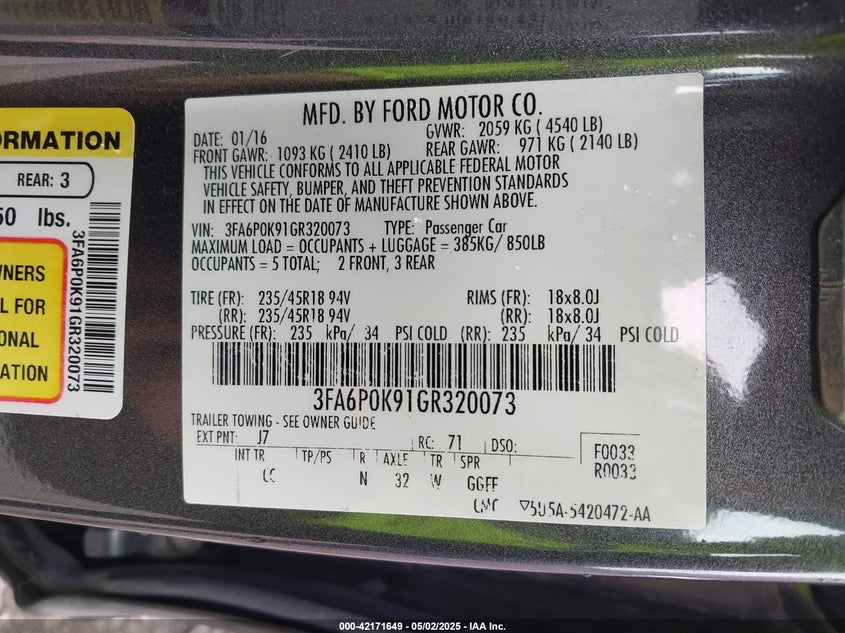 ORMATION
REAR: 3
50 lbs.
WNERS
L FOR
ONAL
ATION
3FA6P0K91GR320073
MFD. BY FORD MOTOR CO.
DATE: 01/16 GVWR: 2059 KG ( 4540 LB)
FRONT GAWR: 1093 KG ( 2410 LB) REAR GAWR: 971 KG ( 2140 LB)
THIS VEHICLE CONFORMS TO ALL APPLICABLE FEDERAL MOTOR
VEHICLE SAFETY, BUMPER, AND THEFT PREVENTION STANDARDS
IN EFFECT ON THE DATE OF MANUFACTURE SHOWN ABOVE.
VIN: 3FA6P0K91GR320073 TYPE: Passenger Car
MAXIMUM LOAD = OCCUPANTS + LUGGAGE = 385KG/ 850LB
OCCUPANTS = 5 TOTAL; 2 FRONT, 3 REAR
TIRE (FR): 235/45R18 94V RIMS (FR): 18x8.0J
(RR): 235/45R18 94V (RR): 18x8.0J
PRESSURE (FR): 235 kPa/ 34 PSI COLD (RR): 235 kPa/ 34 PSI COLD
3FA6P0K91GR320073
TRAILER TOWING - SEE OWNER GUIDE
EXT PNT: J7 RC: 71 DSO: F0033
R0033
INT TR TP/PS R AXLE TR SPR
CC N 32 W GGFF
CMC ▽5U5A-5420472-AA
000-42171649 - 05/02/2025 - IAA Inc.